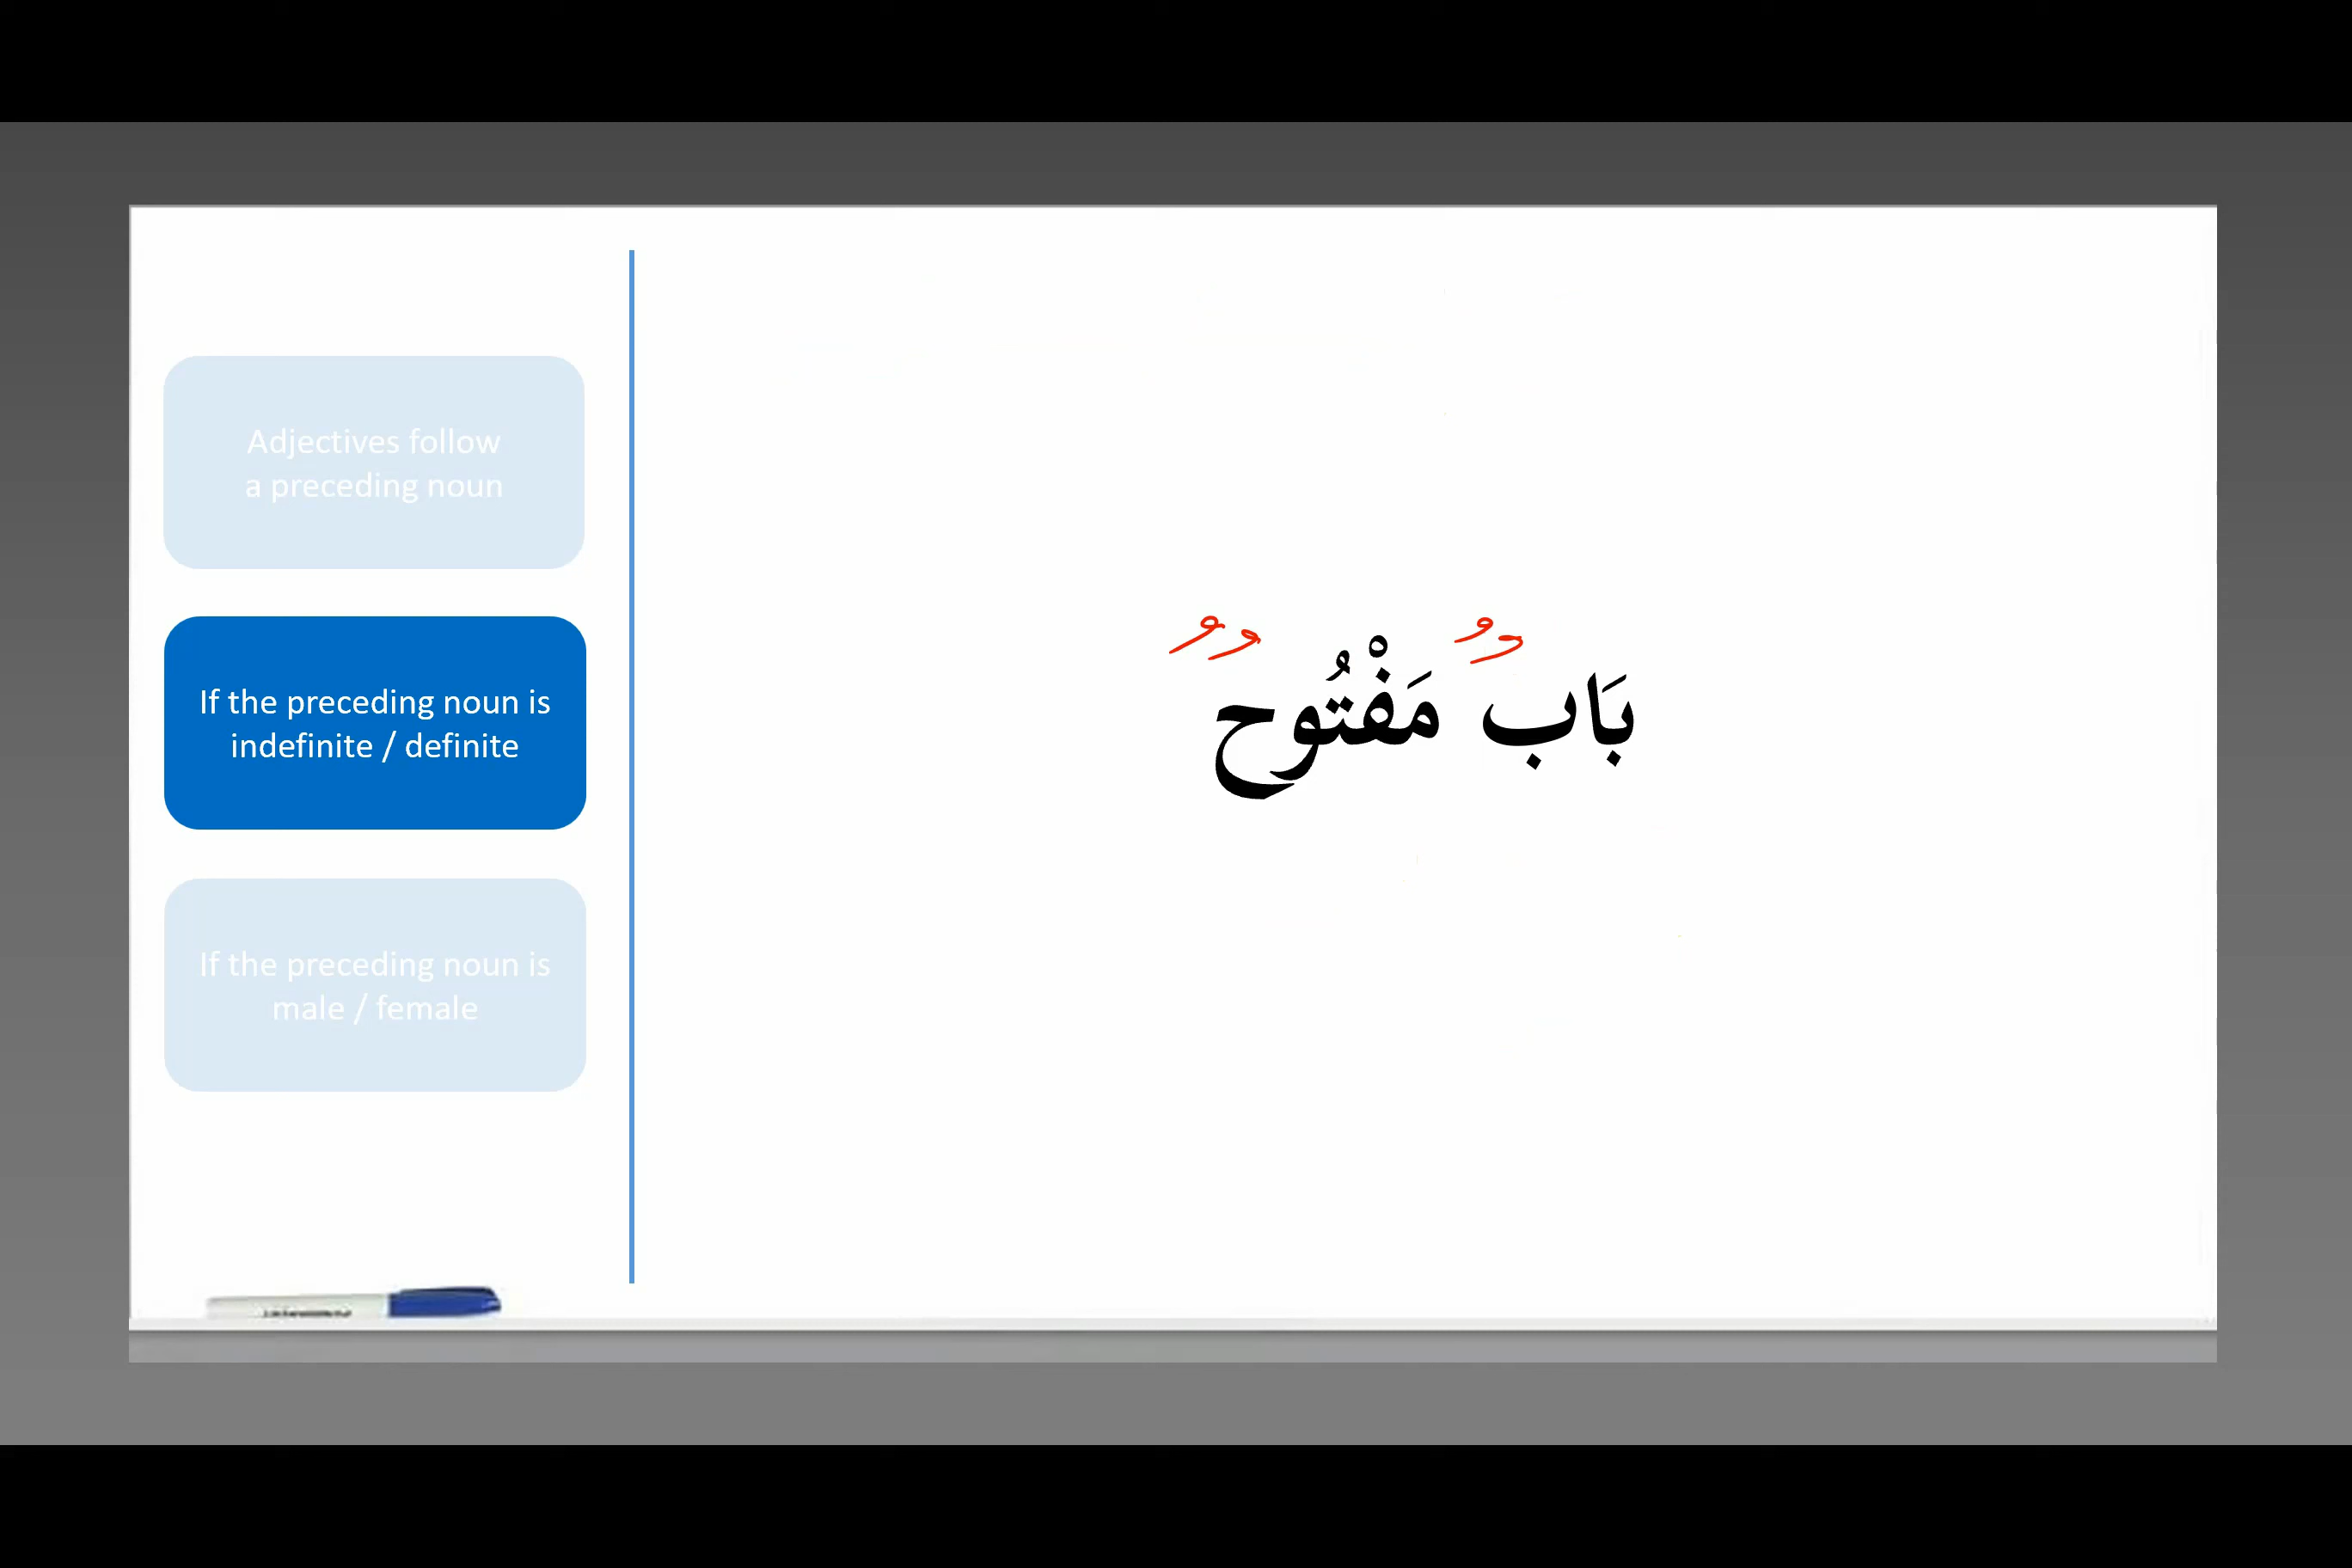 Adjectives follow
a preceding noun
If the preceding noun is
indefinite / definite
If the preceding noun is
male / female
بَابٌ مَفْتُوحٌ